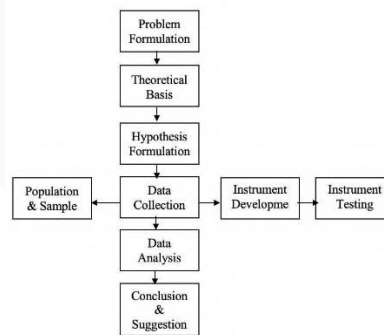 Problem
Formulation
Theoretical
Basis
Hypothesis
Formulation
Population
& Sample
Data
Collection
Instrument
Developme
Instrument
Testing
Data
Analysis
Conclusion
&
Suggestion